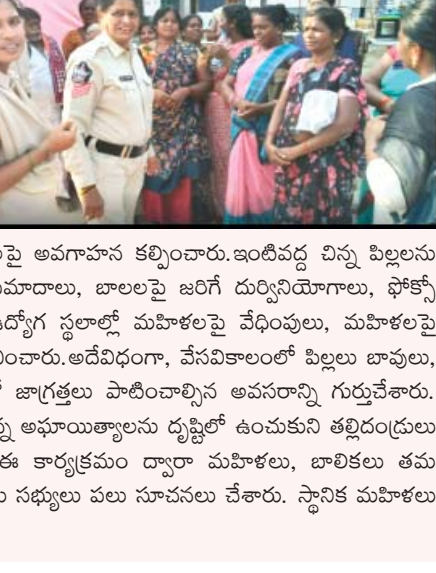 అవగాహన కల్పించారు.ఇంటివద్ద చిన్న పిల్లలను
బాలలపై జరిగే దుర్వినియోగాలు, ఫోక్సో
స్థలాల్లో మహిళలపై వేధింపులు, మహిళలపై
అదేవిధంగా, వేసవికాలంలో పిల్లలు బావులు,
జాగ్రత్తలు పాటించాల్సిన అవసరాన్ని గుర్తుచేశారు.
అఘాయిత్యాలను దృష్టిలో ఉంచుకుని తల్లిదండ్రులు
ఈ కార్యక్రమం ద్వారా మహిళలు, బాలికలు తమ
సభ్యులు పలు సూచనలు చేశారు. స్థానిక మహిళలు